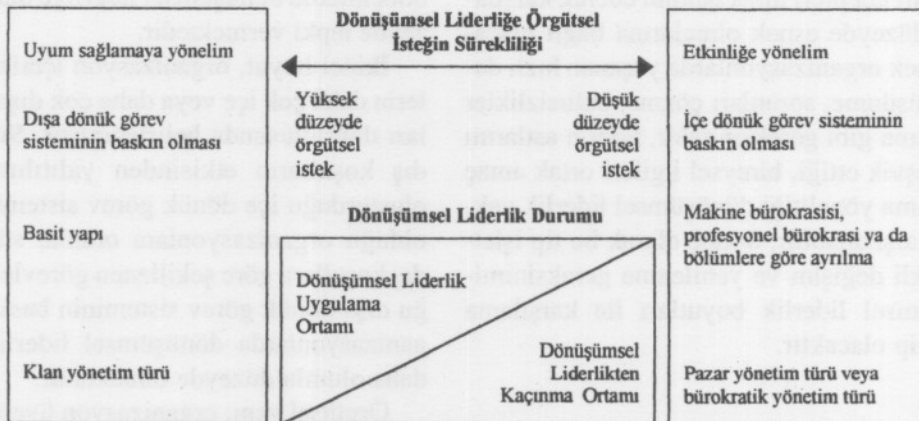 Dönüşümsel Liderliğe Örgütsel
İsteğin Sürekliliği
Uyum sağlamaya yönelim
Dışa dönük görev
sisteminin baskın olması
Basit yapı
Klan yönetim türü
Yüksek
düzeyde
örgütsel
istek
Düşük
düzeyde
örgütsel
istek
Dönüşümsel Liderlik Durumu
Dönüşümsel Liderlik
Uygulama
Ortamı
Dönüşümsel
Liderlikten
Kaçınma Ortamı
Etkinliğe yönelim
İçe dönük görev sisteminin
baskın olması
Makine bürokrasisi,
profesyonel bürokrasi ya da
bölümlere göre ayrılma
Pazar yönetim türü veya
bürokratik yönetim türü